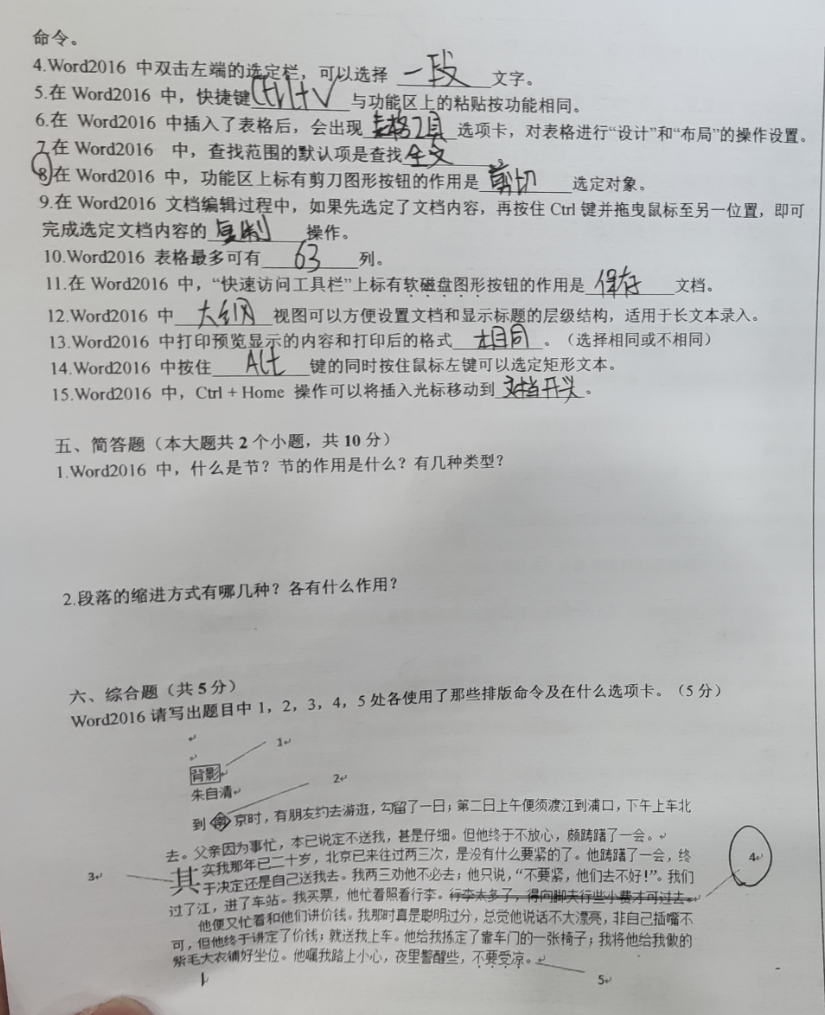 命令。
4.Word2016 中双击左端的选定栏，可以选择 一段 文字。
5.在 Word2016 中，快捷键 Ctrl+V 与功能区上的粘贴按功能相同。
6.在 Word2016 中插入了表格后，会出现 表格工具 选项卡，对表格进行“设计”和“布局”的操作设置。
7.在 Word2016 中，查找范围的默认项是查找 全文
8.在 Word2016 中，功能区上标有剪刀图形按钮的作用是 剪切 选定对象。
9.在 Word2016 文档编辑过程中，如果先选定了文档内容，再按住 Ctrl 键并拖曳鼠标至另一位置，即可
完成选定文档内容的 复制 操作。
10.Word2016 表格最多可有 63 列。
11.在 Word2016 中，“快速访问工具栏”上标有软磁盘图形按钮的作用是 保存 文档。
12.Word2016 中 大纲 视图可以方便设置文档和显示标题的层级结构，适用于长文本录入。
13.Word2016 中打印预览显示的内容和打印后的格式 相同 。（选择相同或不相同）
14.Word2016 中按住 Alt 键的同时按住鼠标左键可以选定矩形文本。
15.Word2016 中，Ctrl + Home 操作可以将插入光标移动到 文档开头 。
五、简答题（本大题共 2 个小题，共 10 分）
1.Word2016 中，什么是节？节的作用是什么？有几种类型？
2.段落的缩进方式有哪几种？各有什么作用？
六、综合题（共 5 分）
Word2016 请写出题目中 1，2，3，4，5 处各使用了那些排版命令及在什么选项卡。（5 分）
1
背影
2
朱自清
到南京时，有朋友约去游逛，勾留了一日；第二日上午便须渡江到浦口，下午上车北
去。父亲因为事忙，本已说定不送我，甚是仔细。但他终于不放心，颇踌躇了一会。
其实我那年已二十岁，北京已来往过两三次，是没有什么要紧的了。他踌躇了一会，终
3
4
于决定还是自己送我去。我两三劝他不必去；他只说，“不要紧，他们去不好！”。我们
过了江，进了车站。我买票，他忙着照看行李。行李太多了，得向脚夫行些小费才可过去。
他便又忙着和他们讲价钱。我那时真是聪明过分，总觉他说话不大漂亮，非自己插嘴不
可，但他终于讲定了价钱；就送我上车。他给我拣定了靠车门的一张椅子；我将他给我做的
紫毛大衣铺好坐位。他嘱我路上小心，夜里警醒些，不要受凉。
5